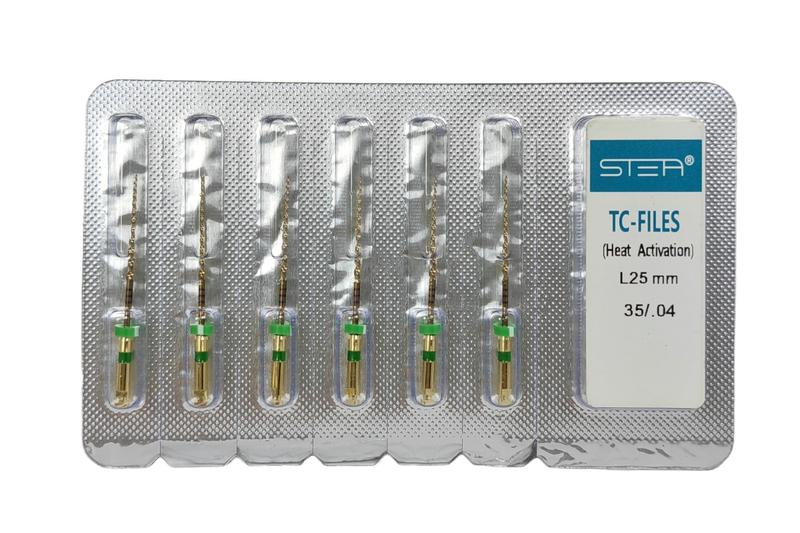 STEA®
TC-FILES
(Heat Activation)
L25 mm
35/.04